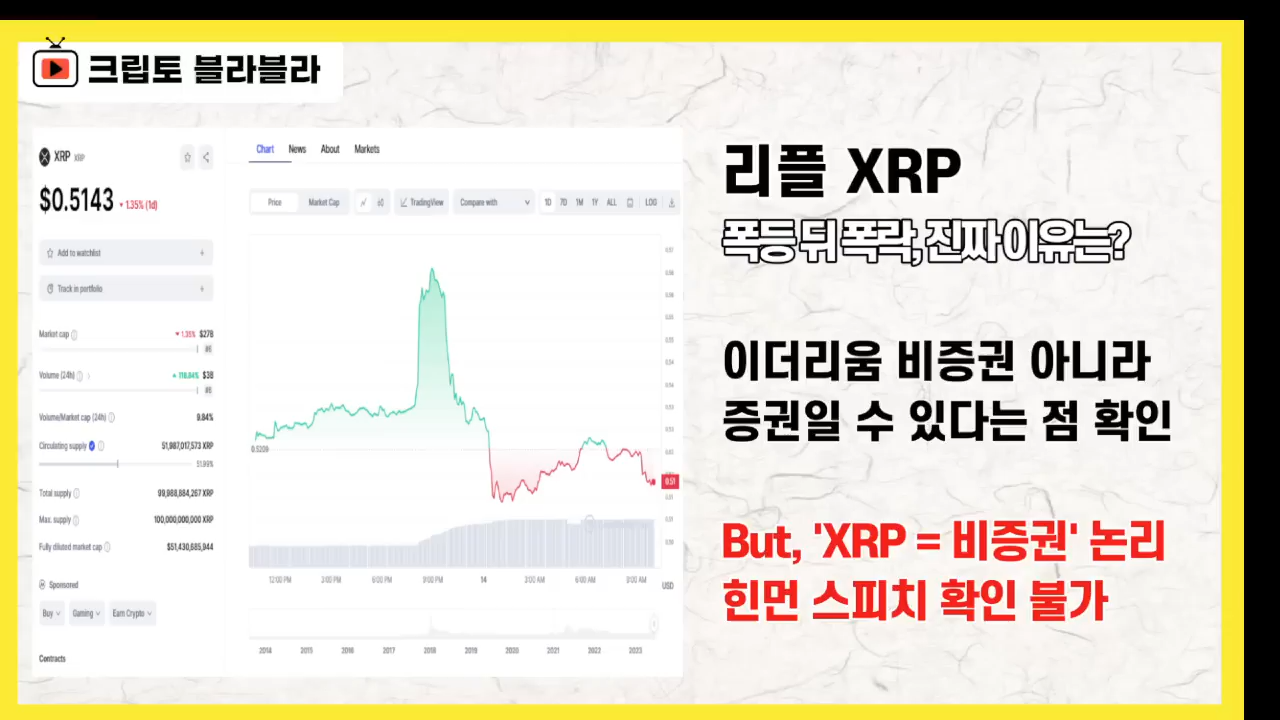 크립토 블라블라
XRP XRP
$0.5143 1.35% (1d)
Add to watchlist +
Track in portfolio +
Market cap 1.35% $27B
#6
Volume (24h) 118.84% $3B
#6
Volume/Market cap (24h) 9.84%
Circulating supply 51,987,017,573 XRP
51.99%
Total supply 99,988,884,267 XRP
Max. supply 100,000,000,000 XRP
Fully diluted market cap $51,430,685,944
Sponsored
Buy Gaming Earn Crypto
Contracts
Chart News About Markets
Price Market Cap TradingView Compare with 1D 7D 1M 1Y ALL LOG
0.5209
0.51
12:00 PM 3:00 PM 6:00 PM 9:00 PM 14 3:00 AM 6:00 AM 9:00 AM USD
2014 2015 2016 2017 2018 2019 2020 2021 2022 2023
리플 XRP
폭등 뒤 폭락, 진짜 이유는?
이더리움 비증권 아니라
증권일 수 있다는 점 확인
But, 'XRP = 비증권' 논리
힌먼 스피치 확인 불가